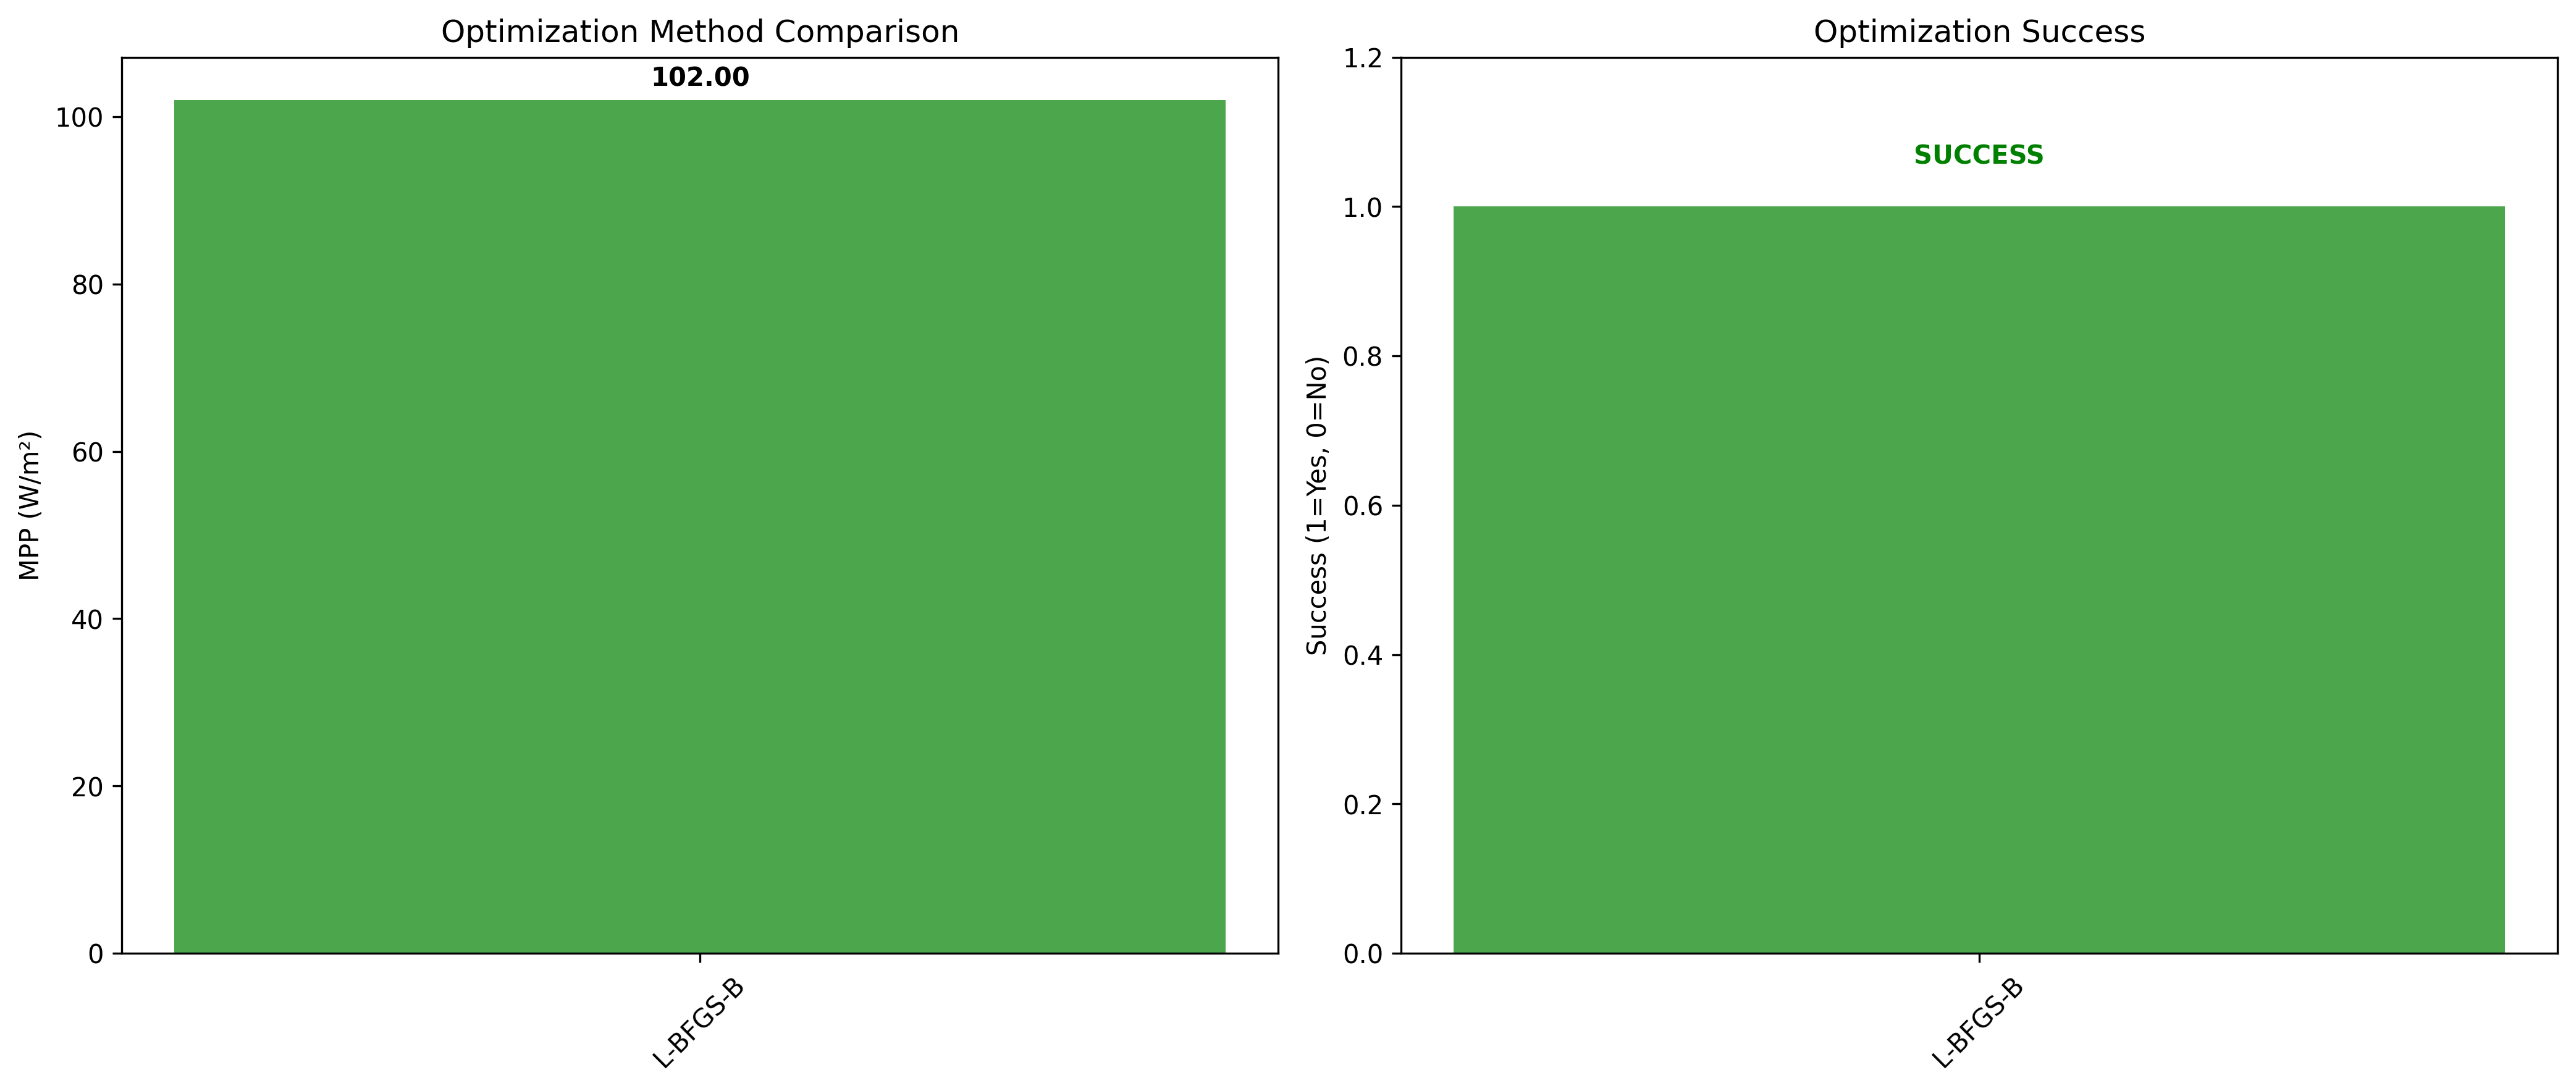 Optimization Method Comparison
102.00
MPP (W/m²)
100
80
60
40
20
0
L-BFGS-B
Optimization Success
SUCCESS
Success (1=Yes, 0=No)
1.2
1.0
0.8
0.6
0.4
0.2
0.0
L-BFGS-B